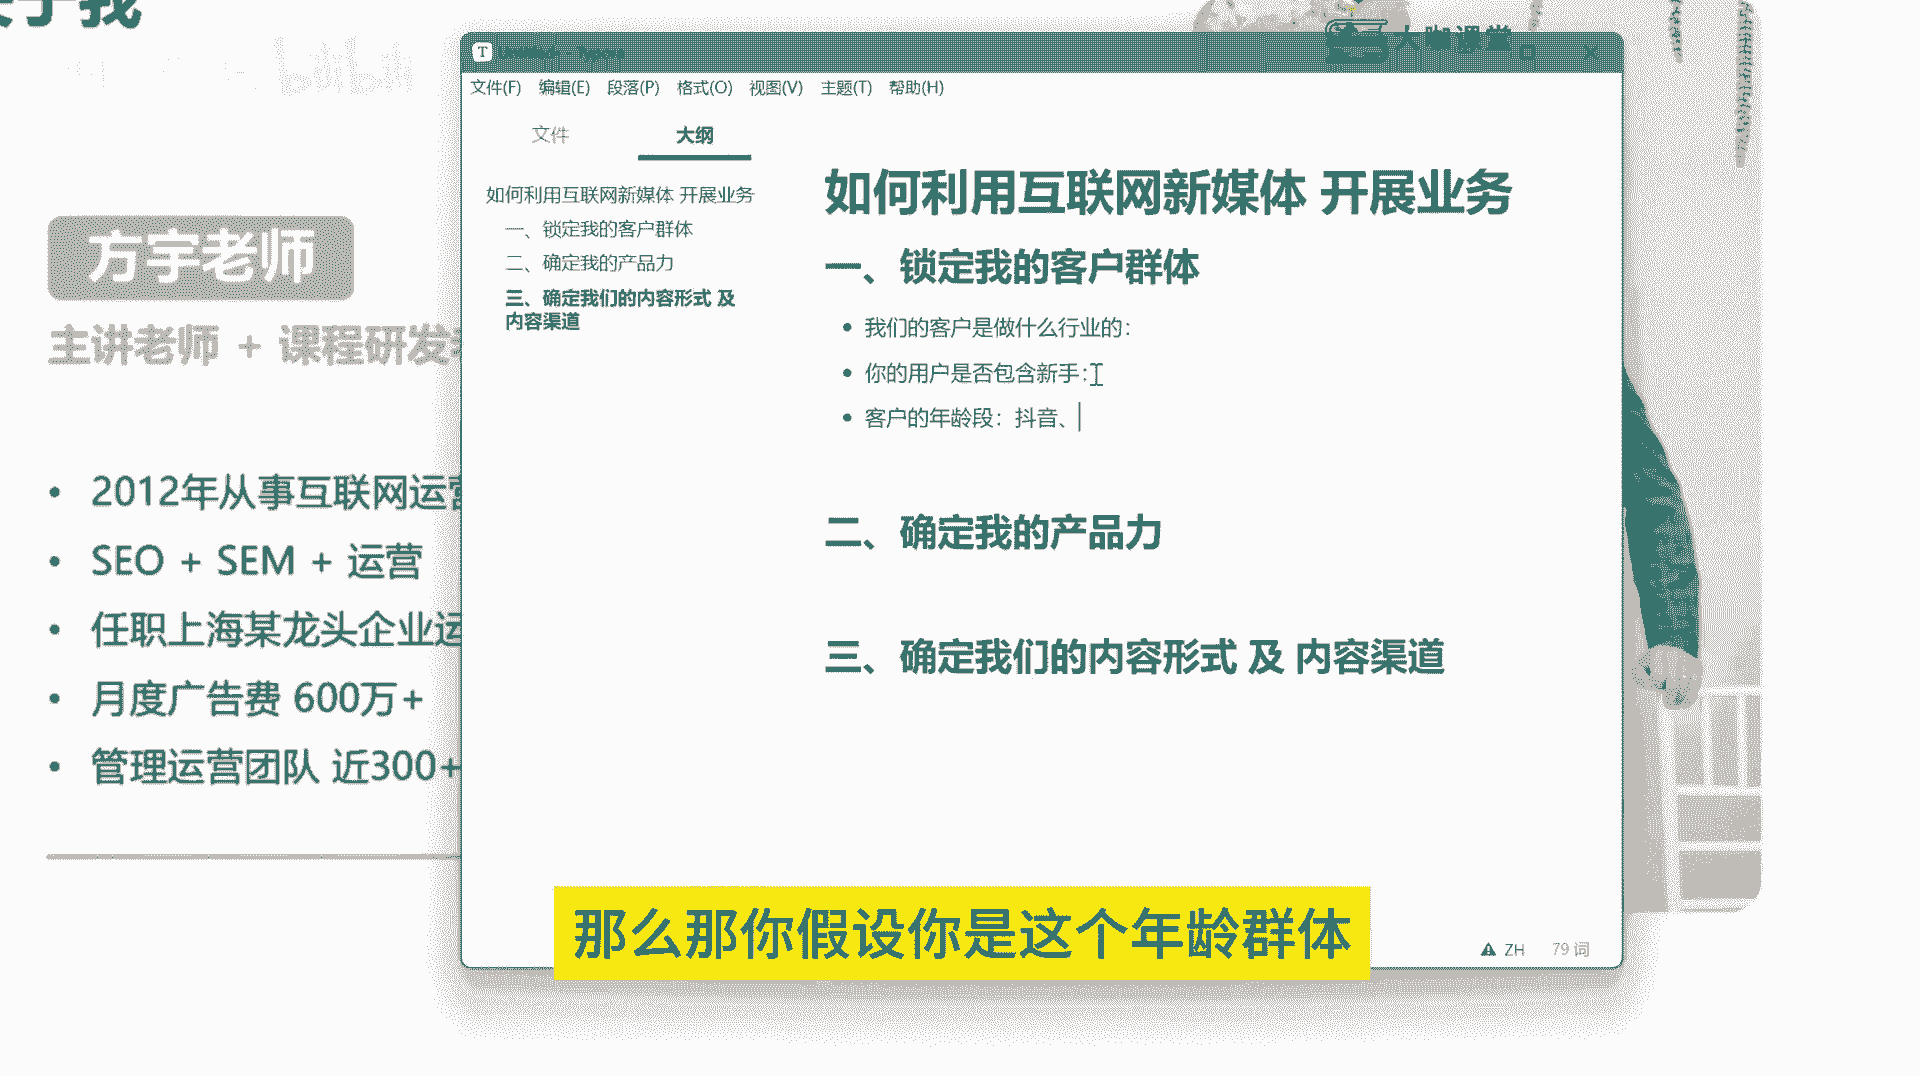 bilibili
大咖课堂
文件(F) 编辑(E) 段落(P) 格式(O) 视图(V) 主题(T) 帮助(H)
文件 大纲
如何利用互联网新媒体 开展业务
一、锁定我的客户群体
二、确定我的产品力
三、确定我们的内容形式 及
内容渠道
如何利用互联网新媒体 开展业务
一、锁定我的客户群体
我们的客户是做什么行业的：
你的用户是否包含新手：
客户的年龄段：抖音、
二、确定我的产品力
三、确定我们的内容形式 及 内容渠道
ZH 79 词
方宇老师
主讲老师 + 课程研发
• 2012年从事互联网运营
• SEO + SEM + 运营
• 任职上海某龙头企业运
• 月度广告费 600万+
• 管理运营团队 近300+
那么那你假设你是这个年龄群体